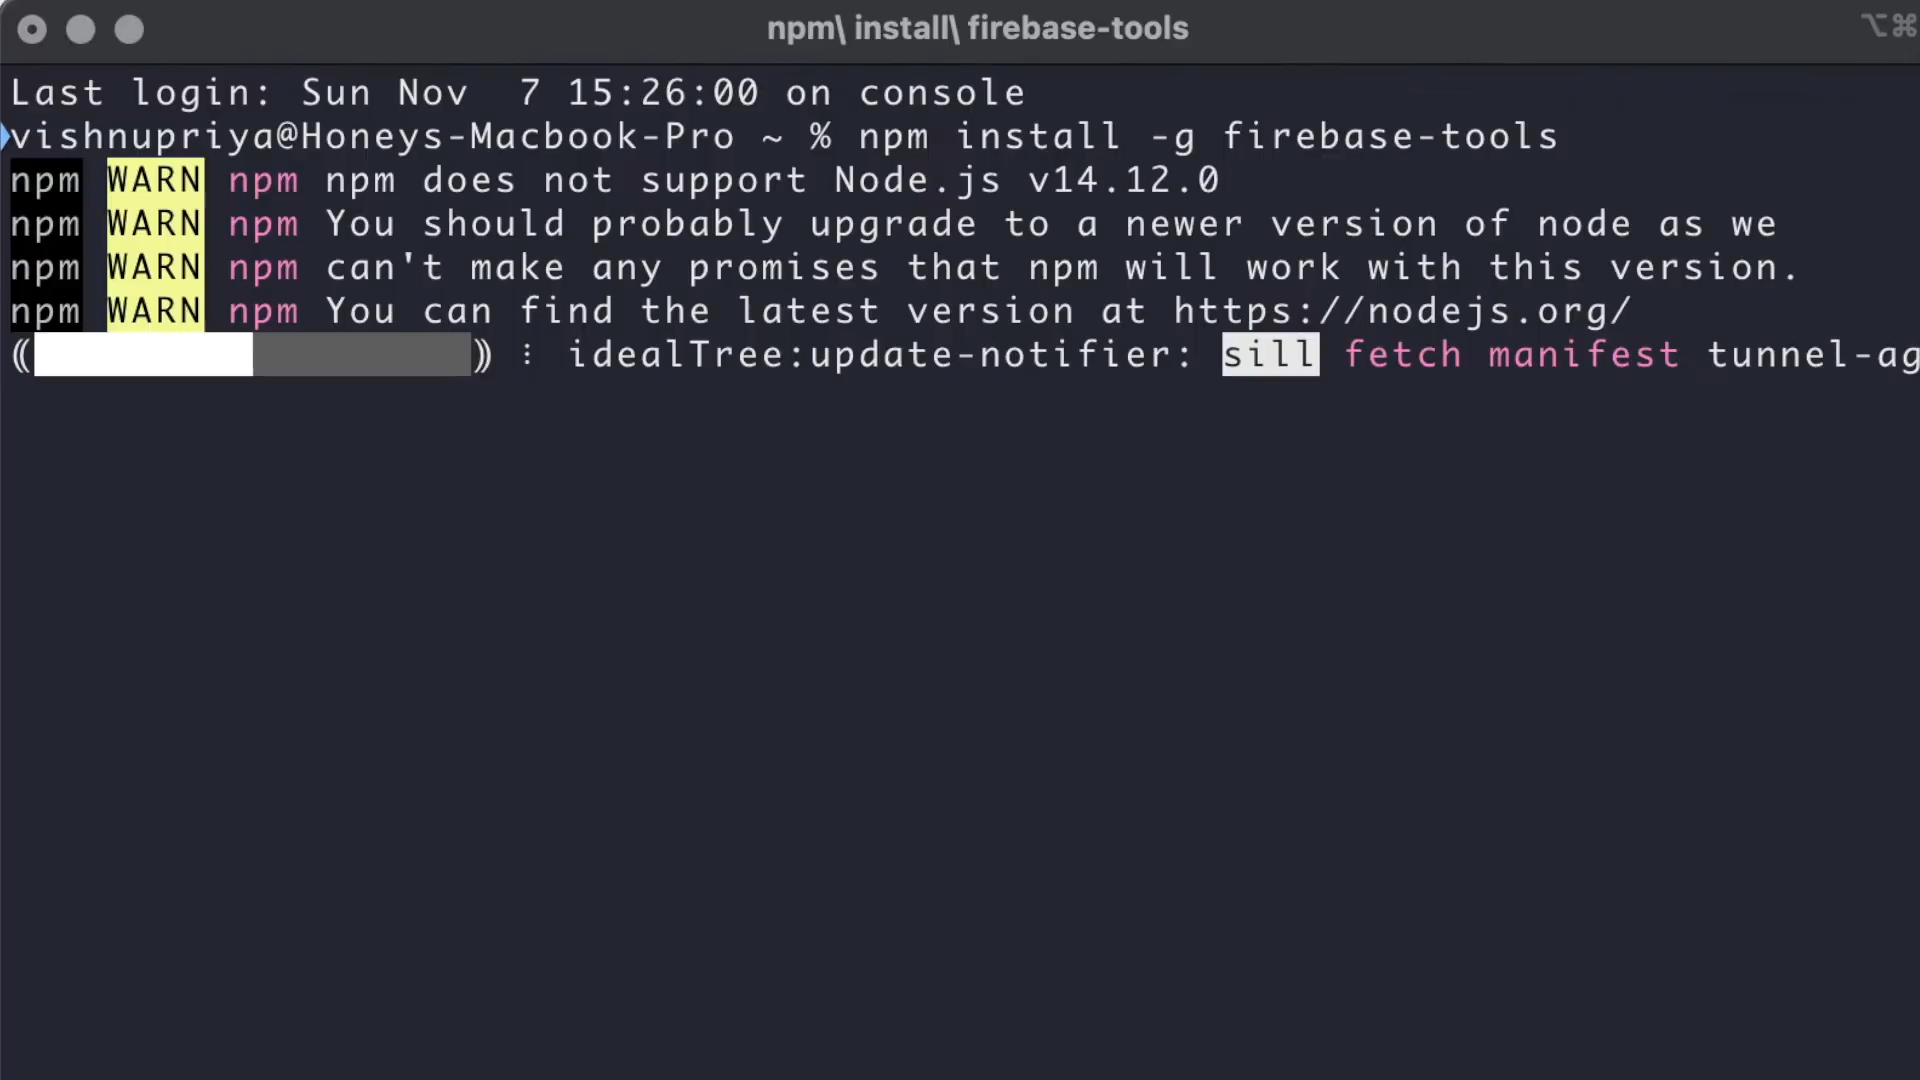 npm\ install\ firebase-tools ⌥⌘
Last login: Sun Nov  7 15:26:00 on console
vishnupriya@Honeys-Macbook-Pro ~ % npm install -g firebase-tools
npm WARN npm npm does not support Node.js v14.12.0
npm WARN npm You should probably upgrade to a newer version of node as we
npm WARN npm can't make any promises that npm will work with this version.
npm WARN npm You can find the latest version at https://nodejs.org/
⸨⸩ ⠸ idealTree:update-notifier: sill fetch manifest tunnel-ag